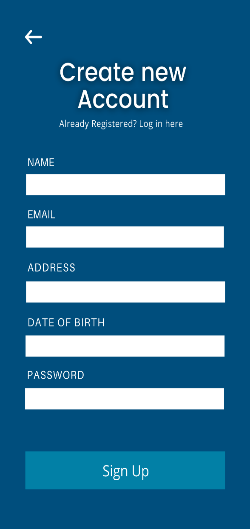 Create new
Account
Already Registered? Log in here
NAME
EMAIL
ADDRESS
DATE OF BIRTH
PASSWORD
Sign Up